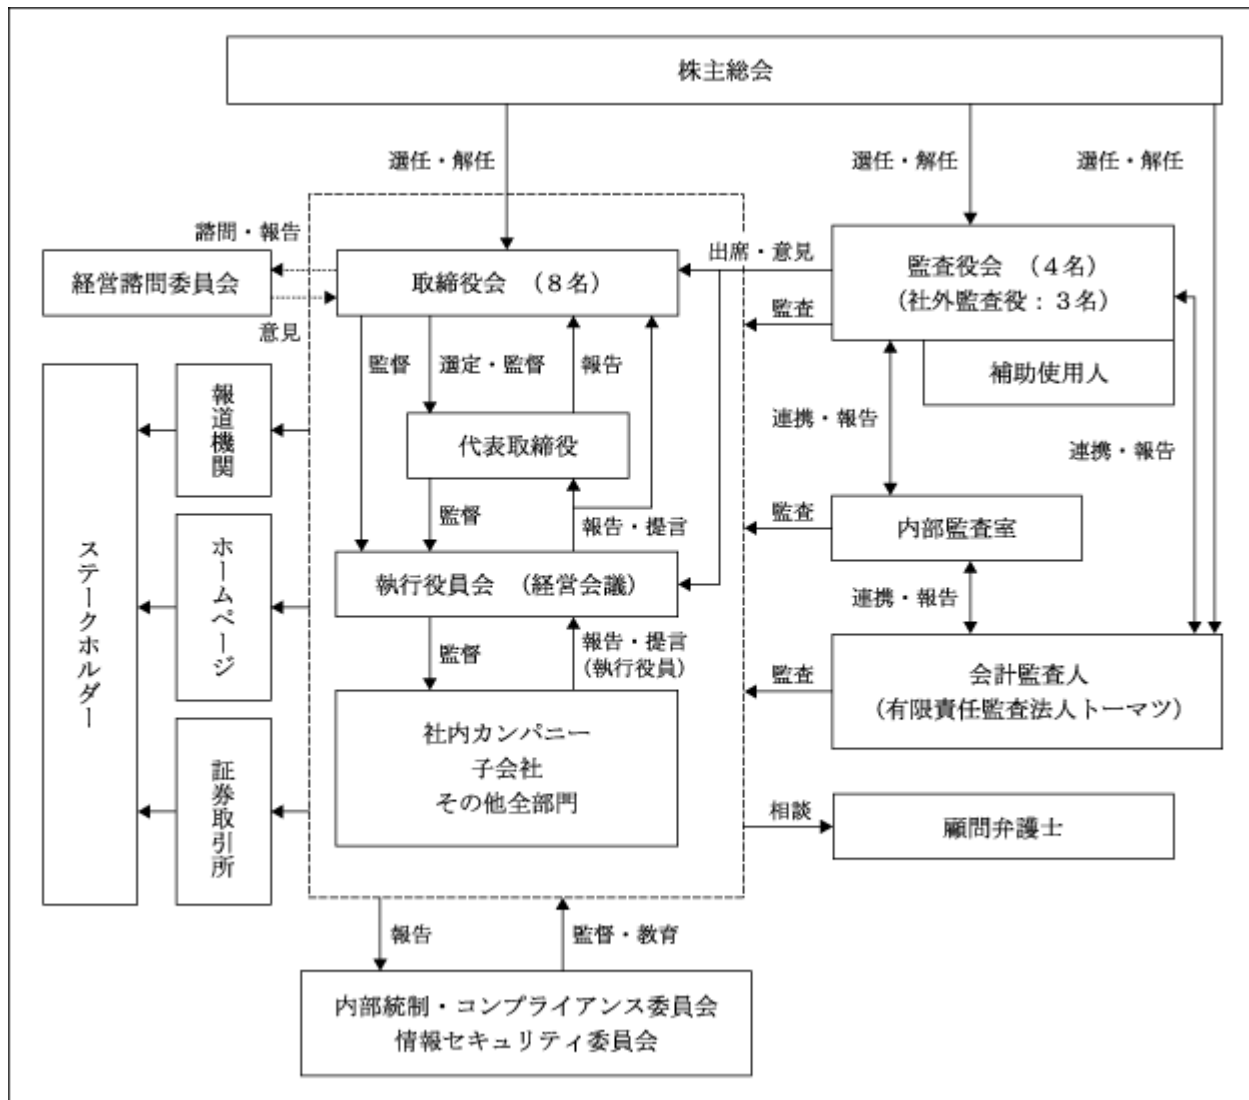 株主総会
選任・解任
選任・解任
選任・解任
諮問・報告
経営諮問委員会
意見
取締役会 （８名）
出席・意見
監査役会 （４名）
（社外監査役：３名）
監査
補助使用人
監督
選定・監督
報告
代表取締役
連携・報告
連携・報告
監督
報告・提言
監査
内部監査室
執行役員会 （経営会議）
連携・報告
監督
報告・提言
（執行役員）
監査
会計監査人
（有限責任監査法人トーマツ）
社内カンパニー
子会社
その他全部門
相談
顧問弁護士
報道機関
ホームページ
証券取引所
ステークホルダー
報告
監督・教育
内部統制・コンプライアンス委員会
情報セキュリティ委員会